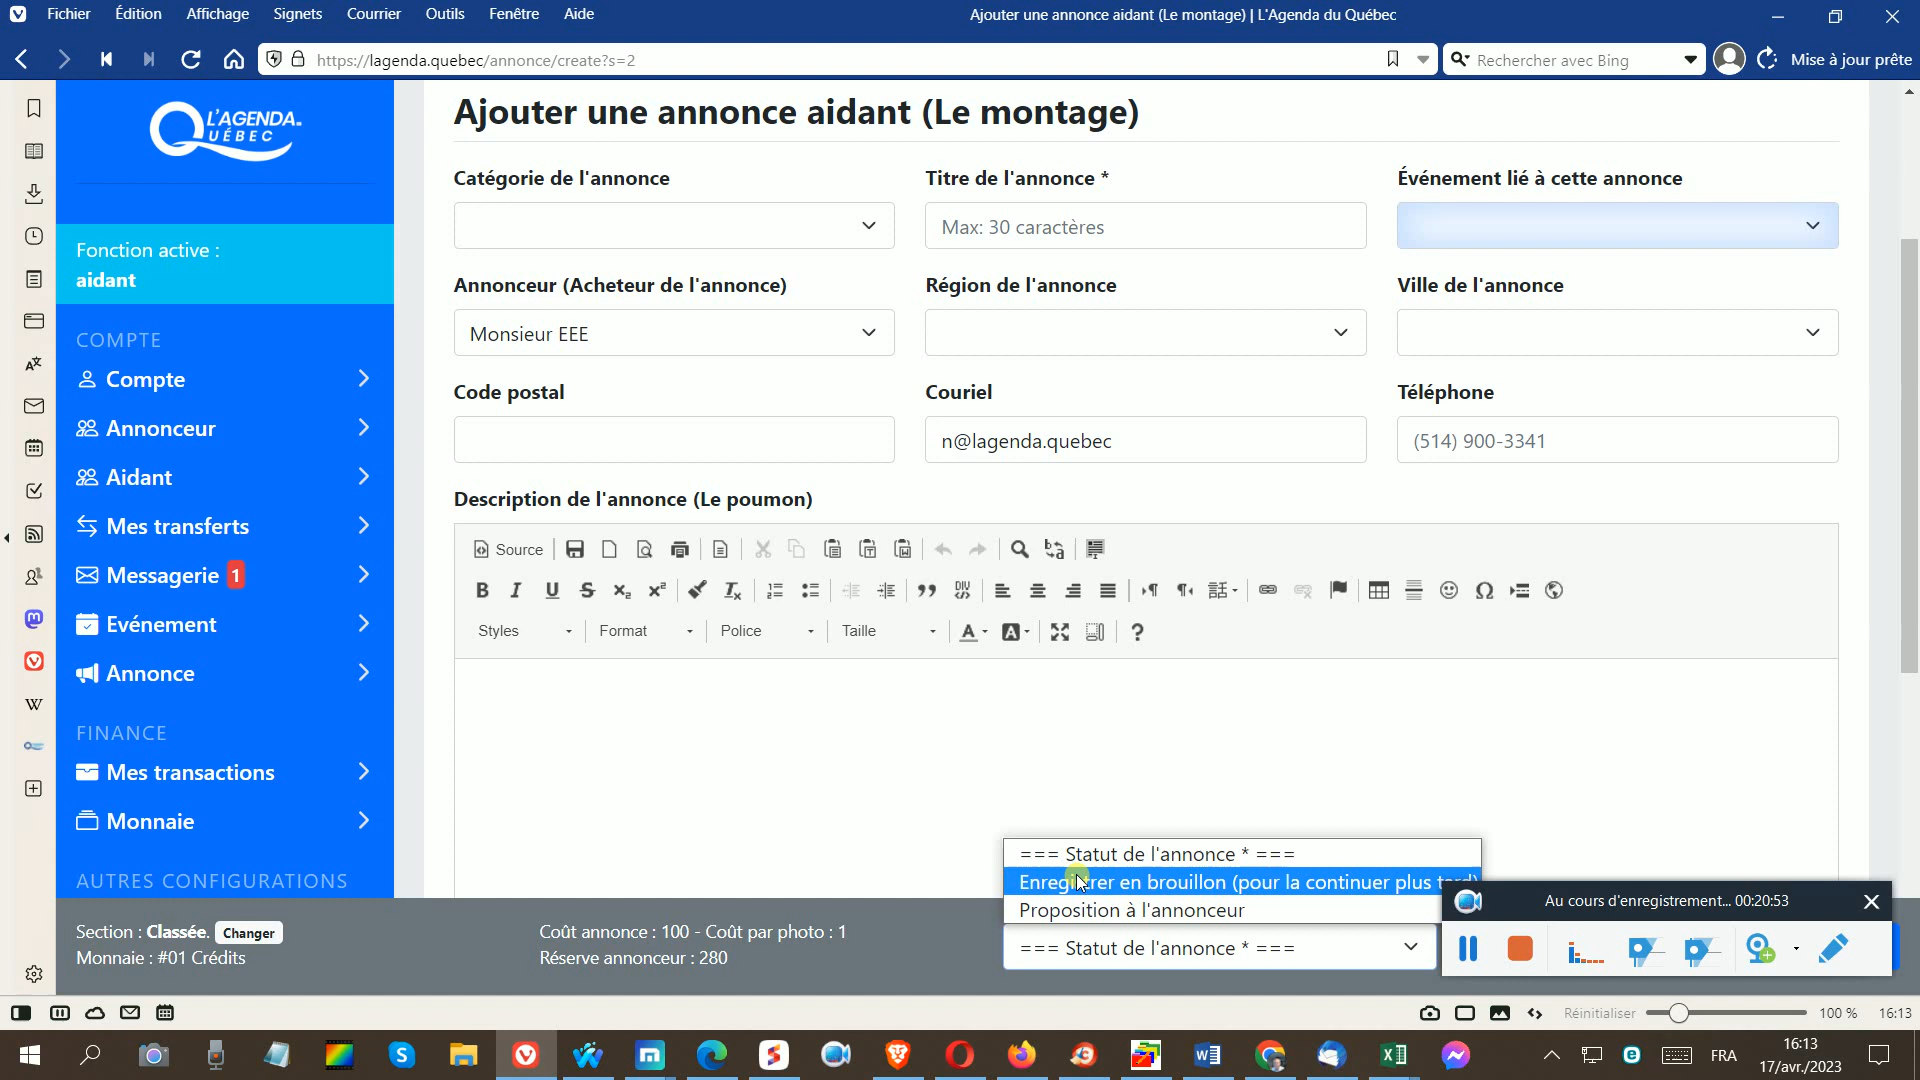 Fichier Édition Affichage Signets Courrier Outils Fenêtre Aide
Ajouter une annonce aidant (Le montage) | L'Agenda du Québec
https://lagenda.quebec/annonce/create?s=2
Rechercher avec Bing
Mise à jour prête
L'AGENDA.
QUÉBEC
Fonction active :
aidant
COMPTE
Compte
Annonceur
Aidant
Mes transferts
Messagerie 1
Evénement
Annonce
FINANCE
Mes transactions
Monnaie
AUTRES CONFIGURATIONS
Ajouter une annonce aidant (Le montage)
Catégorie de l'annonce
Titre de l'annonce *
Événement lié à cette annonce
Max: 30 caractères
Annonceur (Acheteur de l'annonce)
Région de l'annonce
Ville de l'annonce
Monsieur EEE
Code postal
Couriel
Téléphone
n@lagenda.quebec
(514) 900-3341
Description de l'annonce (Le poumon)
Source
Styles Format Police Taille
=== Statut de l'annonce * ===
Enregistrer en brouillon (pour la continuer plus tard)
Proposition à l'annonceur
=== Statut de l'annonce * ===
Section : Classée. Changer
Monnaie : #01 Crédits
Coût annonce : 100 - Coût par photo : 1
Réserve annonceur : 280
Au cours d'enregistrement... 00:20:53
Réinitialiser
100 %
16:13
FRA
16:13
17/avr./2023